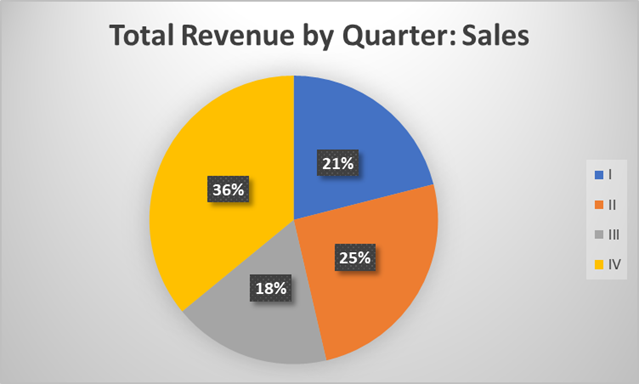 Total Revenue by Quarter: Sales
21%
36%
25%
18%
I
II
III
IV